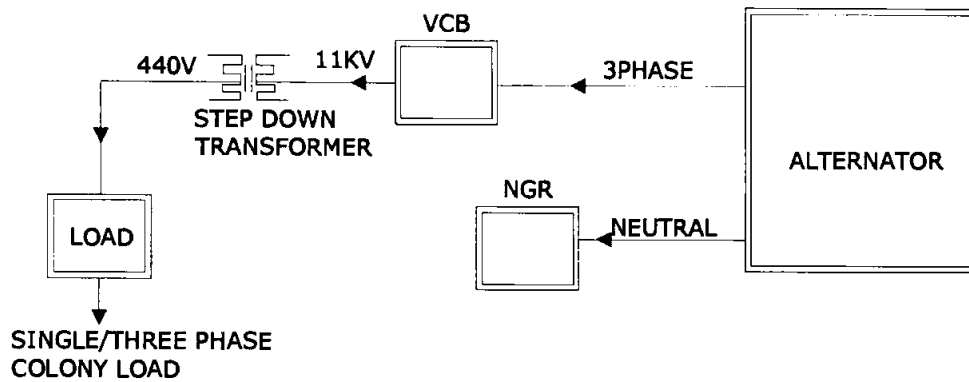 VCB
440V
11KV
3PHASE
STEP DOWN
TRANSFORMER
ALTERNATOR
NGR
NEUTRAL
LOAD
SINGLE/THREE PHASE
COLONY LOAD